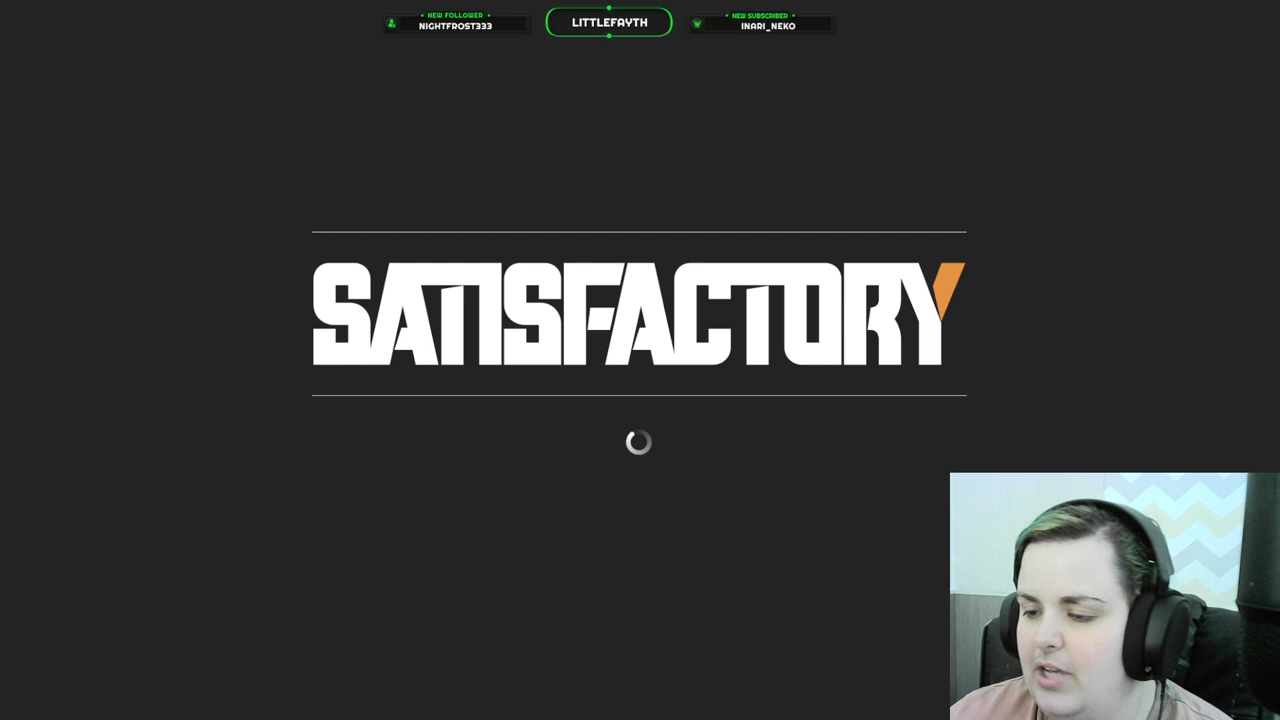 NEW FOLLOWER
NIGHTFROST333
LITTLEFAYTH
NEW SUBSCRIBER
INARI_NEKO
SATISFACTORY